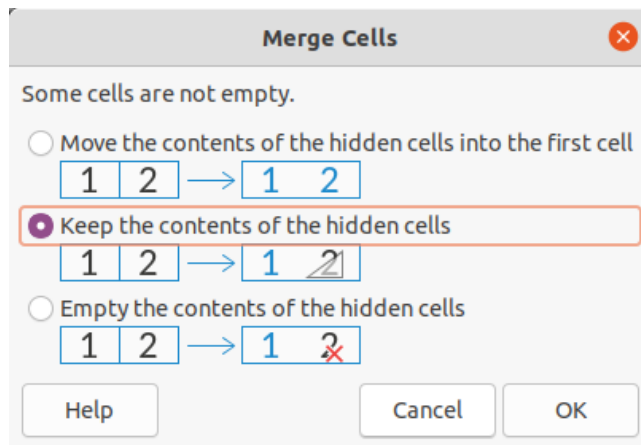 Merge Cells
Some cells are not empty.
Move the contents of the hidden cells into the first cell
1 2 → 1 2
Keep the contents of the hidden cells
1 2 → 1 2
Empty the contents of the hidden cells
1 2 → 1 2
Help Cancel OK